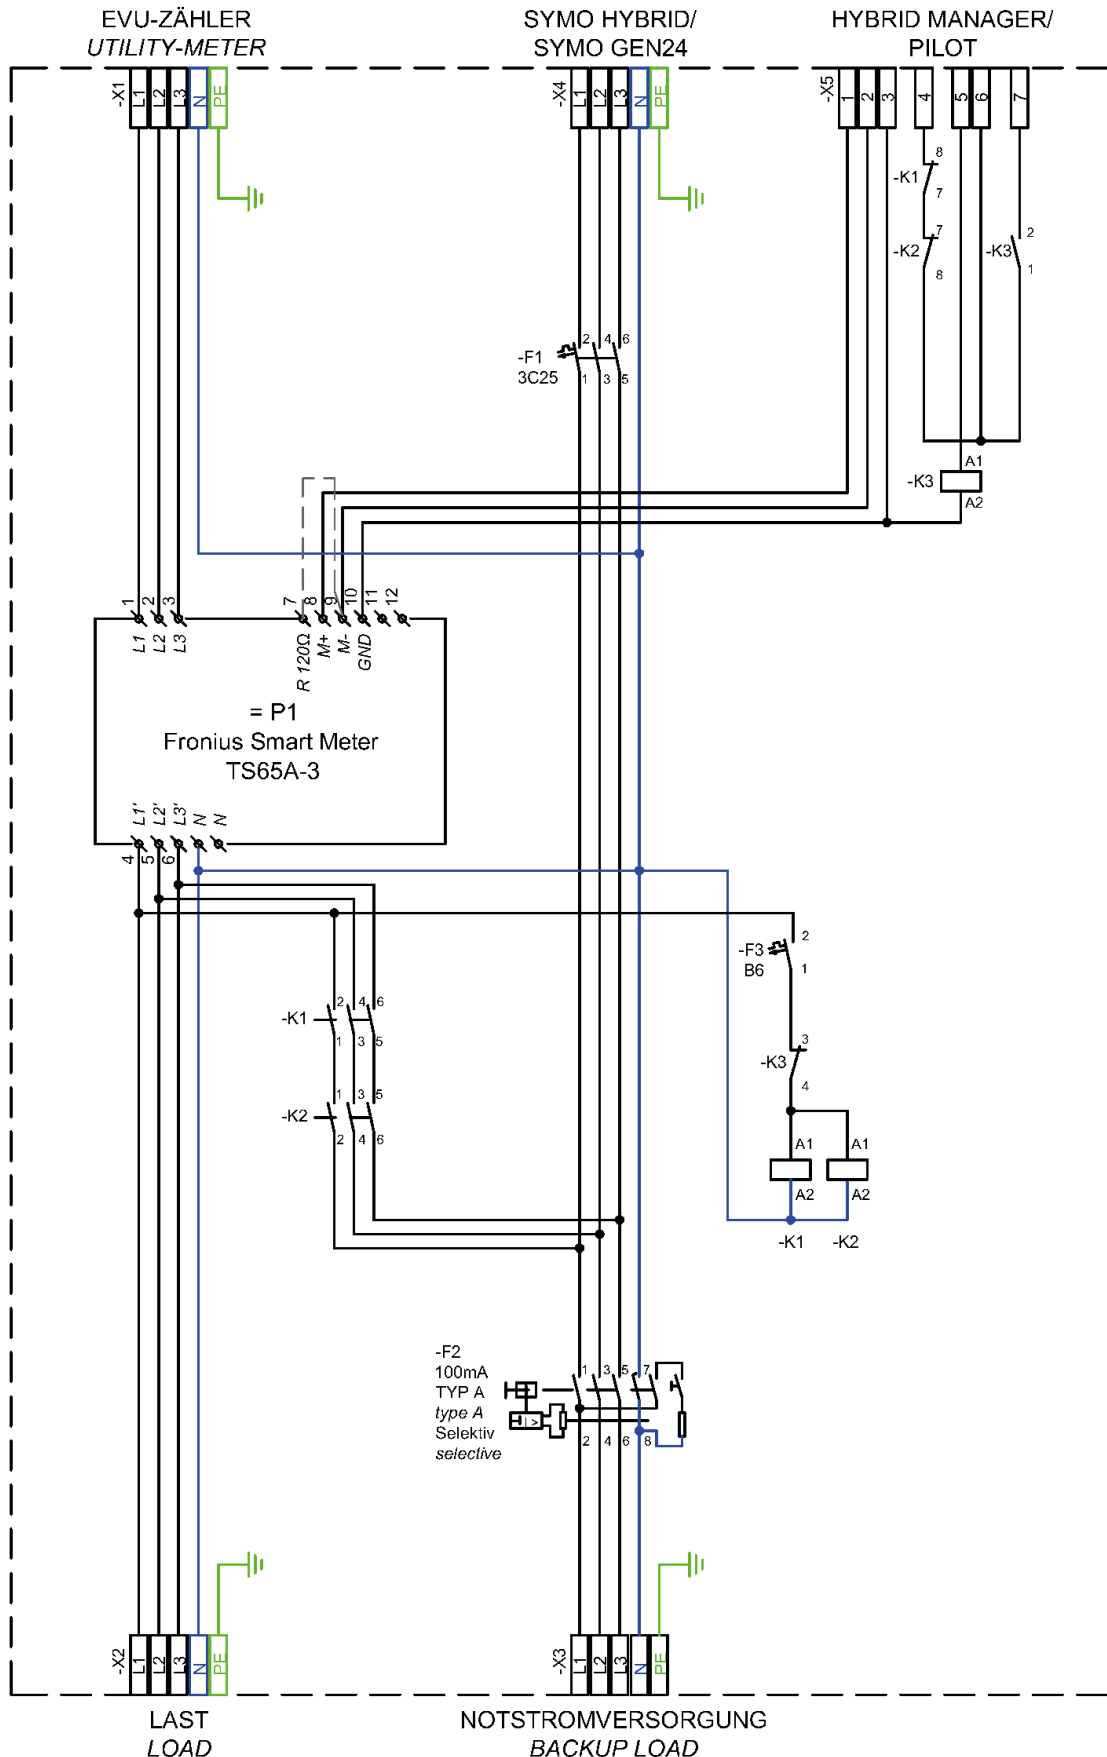 EVU-ZÄHLER
UTILITY-METER
SYMO HYBRID/
SYMO GEN24
HYBRID MANAGER/
PILOT
-X1
L1
L2
L3
N
PE
-X4
L1
L2
L3
N
PE
-X5
1
2
3
4
5
6
7
-K1
8
7
-K2
7
8
-K3
2
1
-F1
3C25
2
4
6
1
3
5
-K3
A1
A2
1
2
3
7
8
9
10
11
12
L1
L2
L3
R 120Ω
M+
M-
GND
= P1
Fronius Smart Meter
TS65A-3
L1'
L2'
L3'
N
N
4
5
6
-F3
B6
2
1
-K1
2
4
6
1
3
5
-K3
3
4
-K2
1
3
5
2
4
6
A1
A2
A1
A2
-K1
-K2
-F2
100mA
TYP A
type A
Selektiv
selective
1
3
5
7
I >
2
4
6
8
-X2
L1
L2
L3
N
PE
-X3
L1
L2
L3
N
PE
LAST
LOAD
NOTSTROMVERSORGUNG
BACKUP LOAD